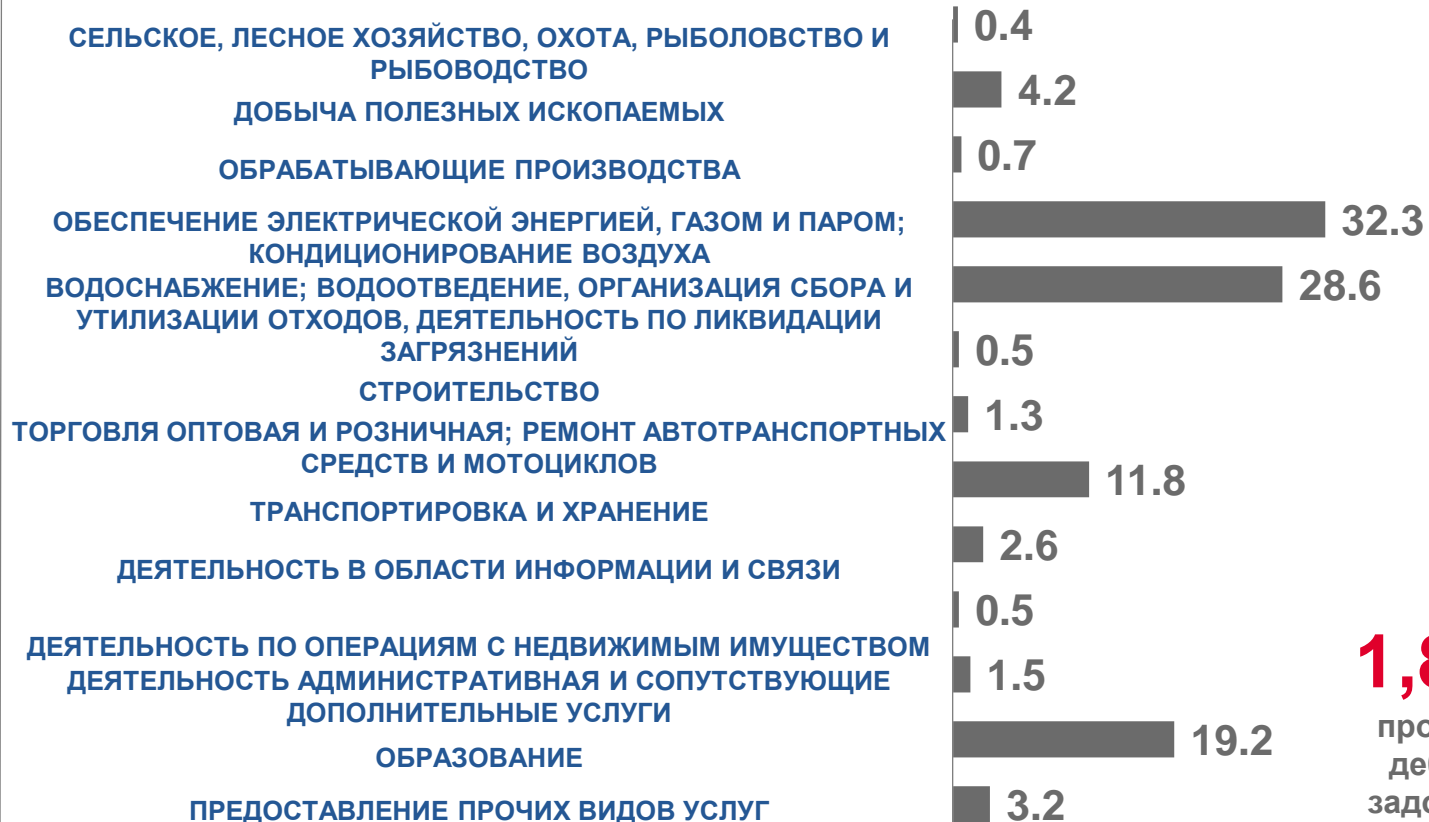 0.4
СЕЛЬСКОЕ, ЛЕСНОЕ ХОЗЯЙСТВО, ОХОТА, РЫБОЛОВСТВО И
РЫБОВОДСТВО
4.2
ДОБЫЧА ПОЛЕЗНЫХ ИСКОПАЕМЫХ
0.7
ОБРАБАТЫВАЮЩИЕ ПРОИЗВОДСТВА
32.3
ОБЕСПЕЧЕНИЕ ЭЛЕКТРИЧЕСКОЙ ЭНЕРГИЕЙ, ГАЗОМ И ПАРОМ;
КОНДИЦИОНИРОВАНИЕ ВОЗДУХА
28.6
ВОДОСНАБЖЕНИЕ; ВОДООТВЕДЕНИЕ, ОРГАНИЗАЦИЯ СБОРА И
УТИЛИЗАЦИИ ОТХОДОВ, ДЕЯТЕЛЬНОСТЬ ПО ЛИКВИДАЦИИ
ЗАГРЯЗНЕНИЙ
0.5
СТРОИТЕЛЬСТВО
1.3
ТОРГОВЛЯ ОПТОВАЯ И РОЗНИЧНАЯ; РЕМОНТ АВТОТРАНСПОРТНЫХ
СРЕДСТВ И МОТОЦИКЛОВ
11.8
ТРАНСПОРТИРОВКА И ХРАНЕНИЕ
2.6
ДЕЯТЕЛЬНОСТЬ В ОБЛАСТИ ИНФОРМАЦИИ И СВЯЗИ
0.5
ДЕЯТЕЛЬНОСТЬ ПО ОПЕРАЦИЯМ С НЕДВИЖИМЫМ ИМУЩЕСТВОМ
1.5
ДЕЯТЕЛЬНОСТЬ АДМИНИСТРАТИВНАЯ И СОПУТСТВУЮЩИЕ
ДОПОЛНИТЕЛЬНЫЕ УСЛУГИ
19.2
ОБРАЗОВАНИЕ
3.2
ПРЕДОСТАВЛЕНИЕ ПРОЧИХ ВИДОВ УСЛУГ